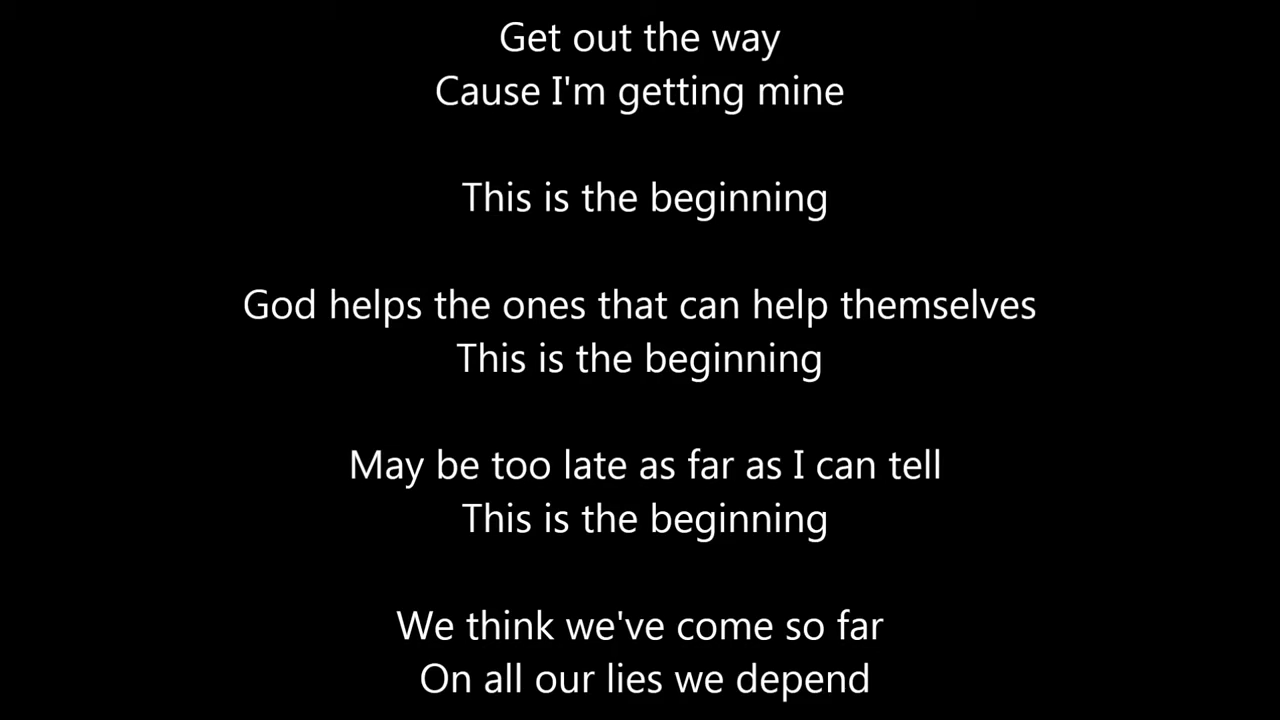 Get out the way
Cause I'm getting mine
This is the beginning
God helps the ones that can help themselves
This is the beginning
May be too late as far as I can tell
This is the beginning
We think we've come so far
On all our lies we depend